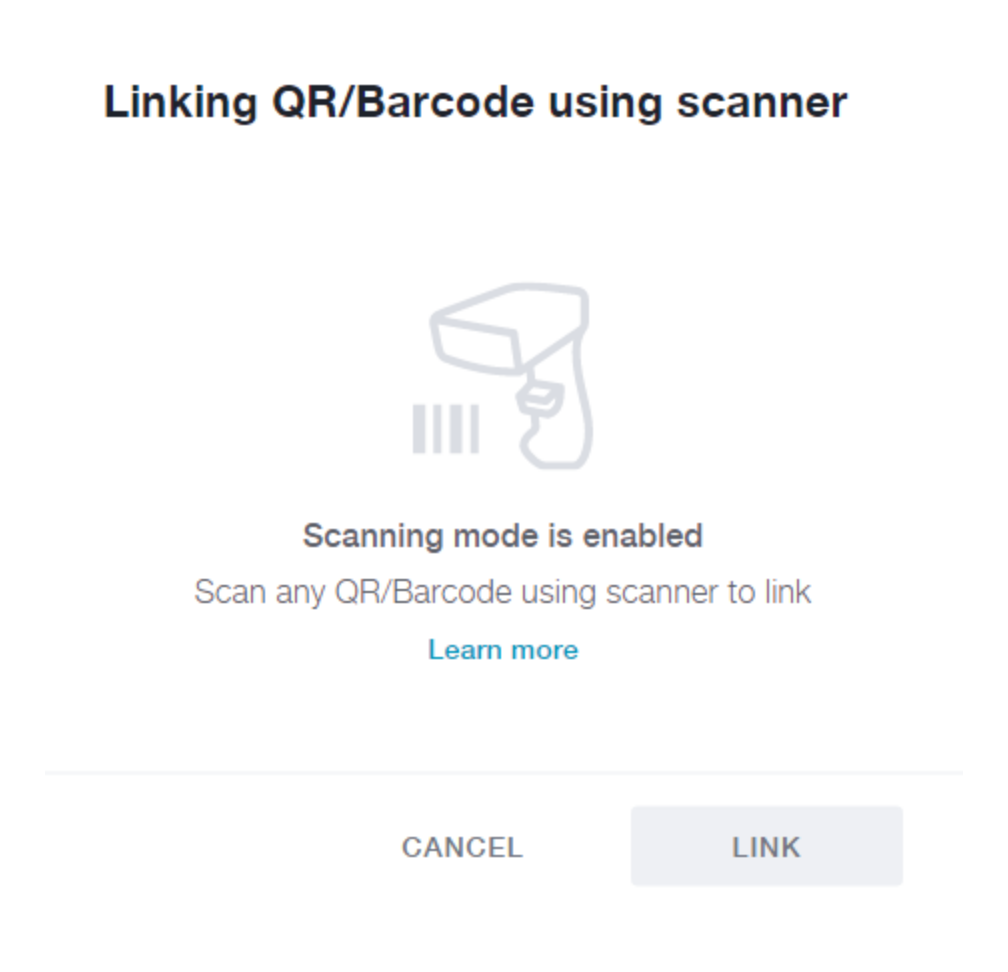 Linking QR/Barcode using scanner
Scanning mode is enabled
Scan any QR/Barcode using scanner to link
Learn more
CANCEL
LINK